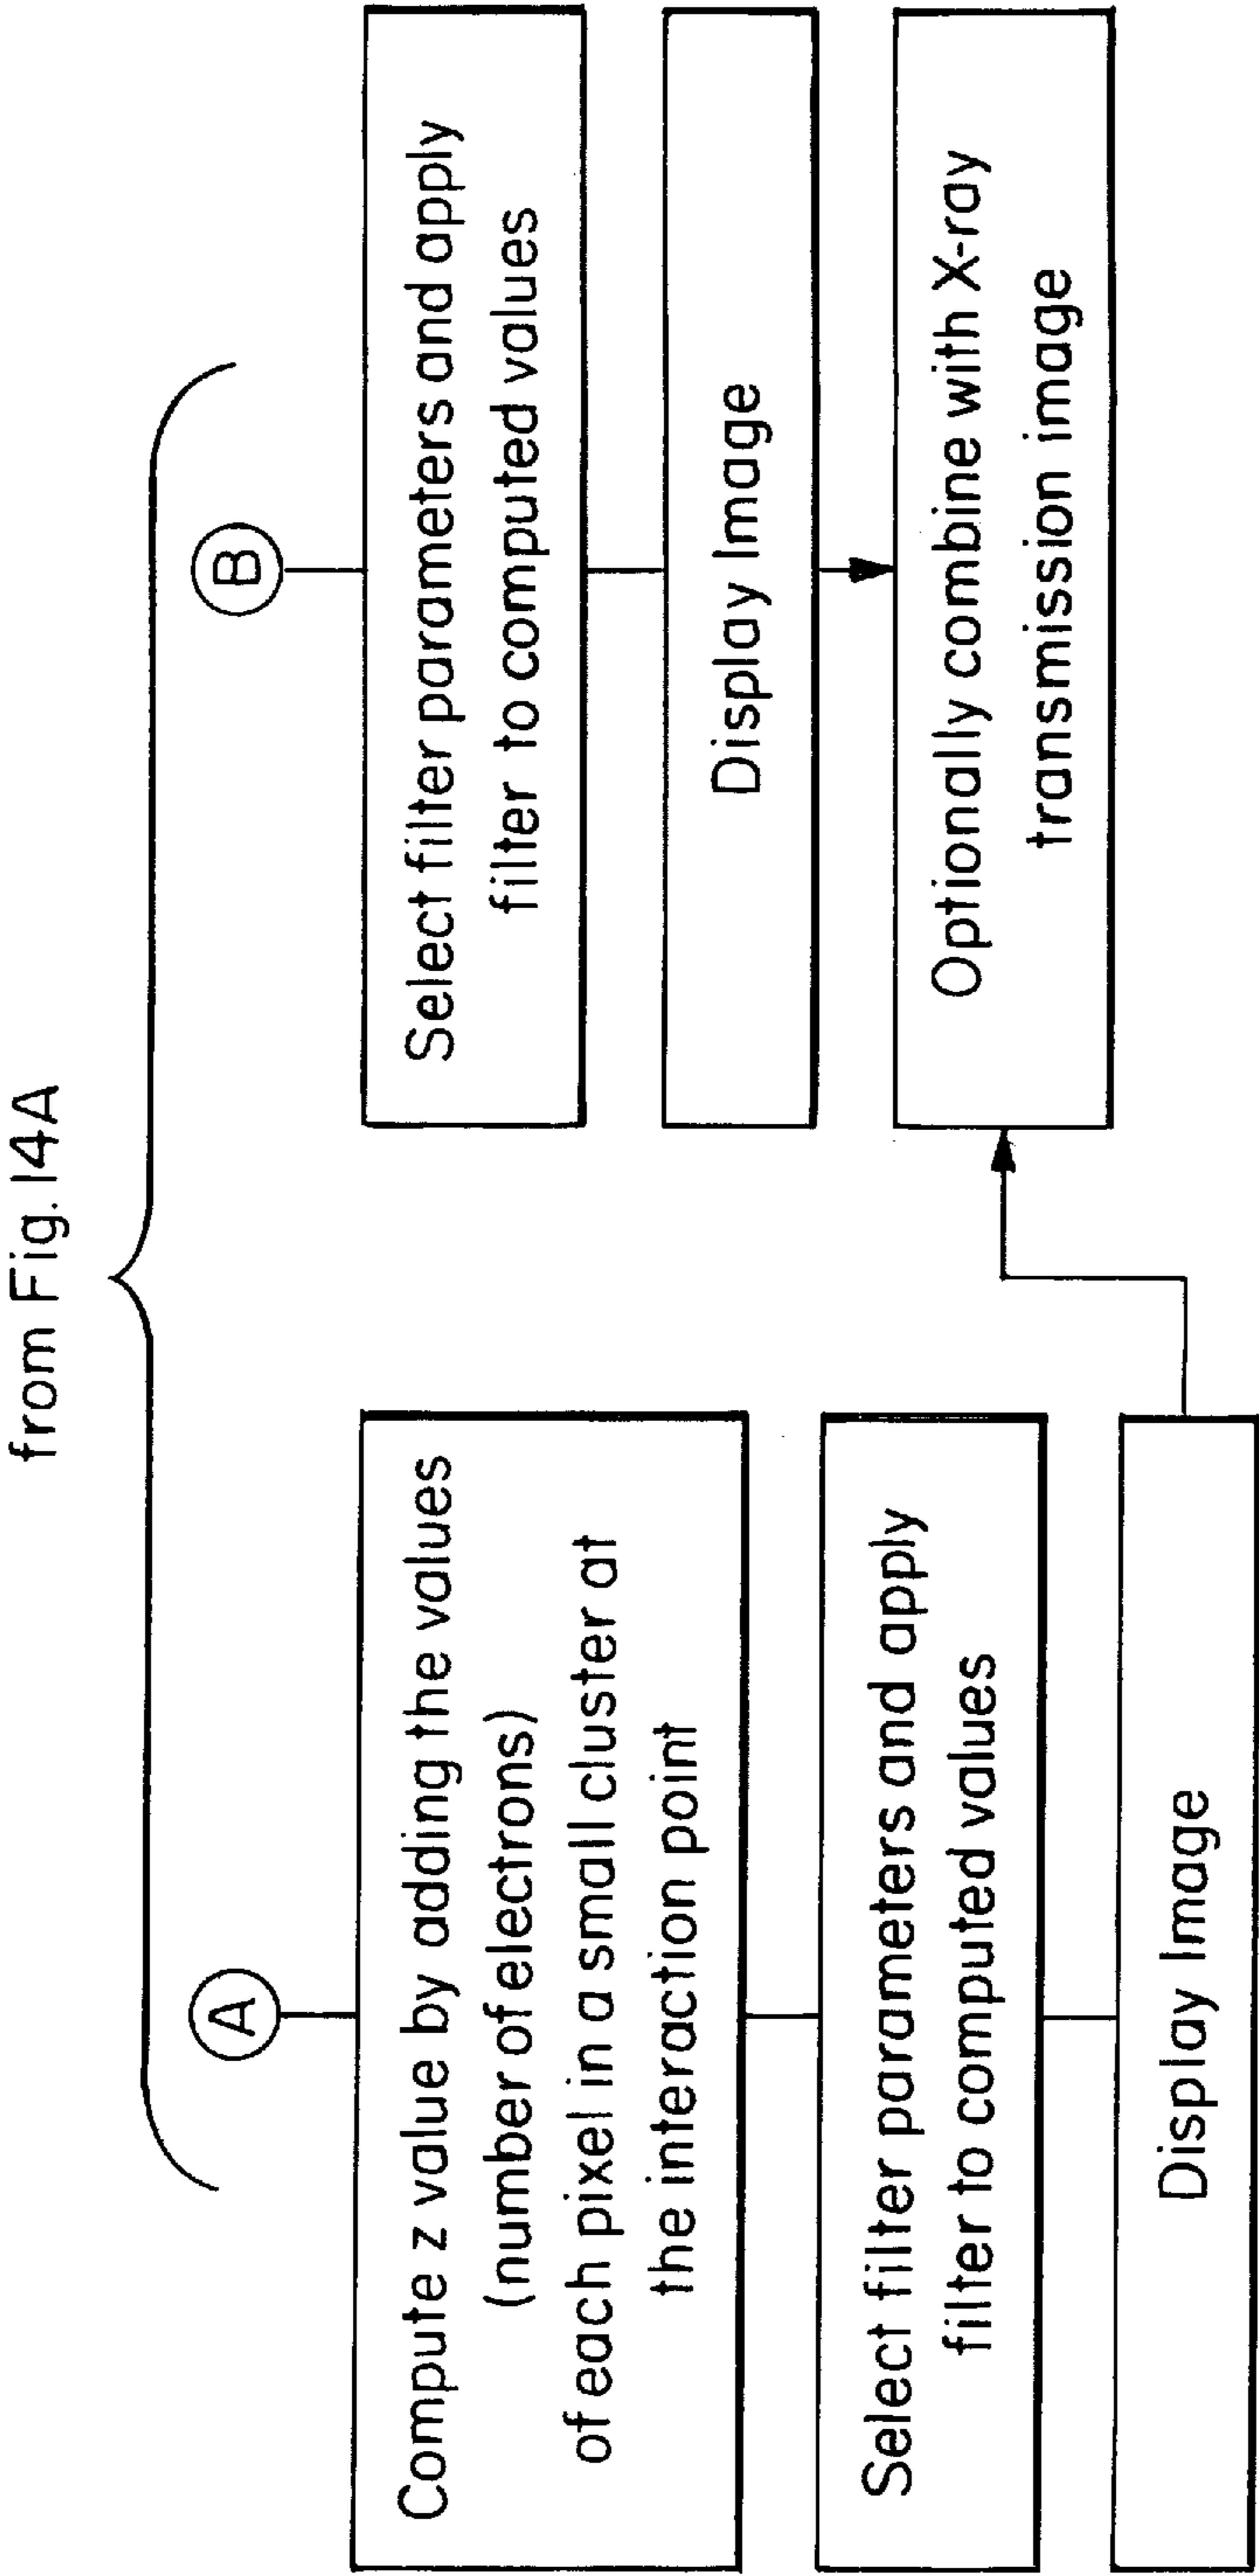 from Fig. 14A
A
Compute z value by adding the values
(number of electrons)
of each pixel in a small cluster at
the interaction point
Select filter parameters and apply
filter to computed values
Display Image
B
Select filter parameters and apply
filter to computed values
Display Image
Optionally combine with X-ray
transmission image